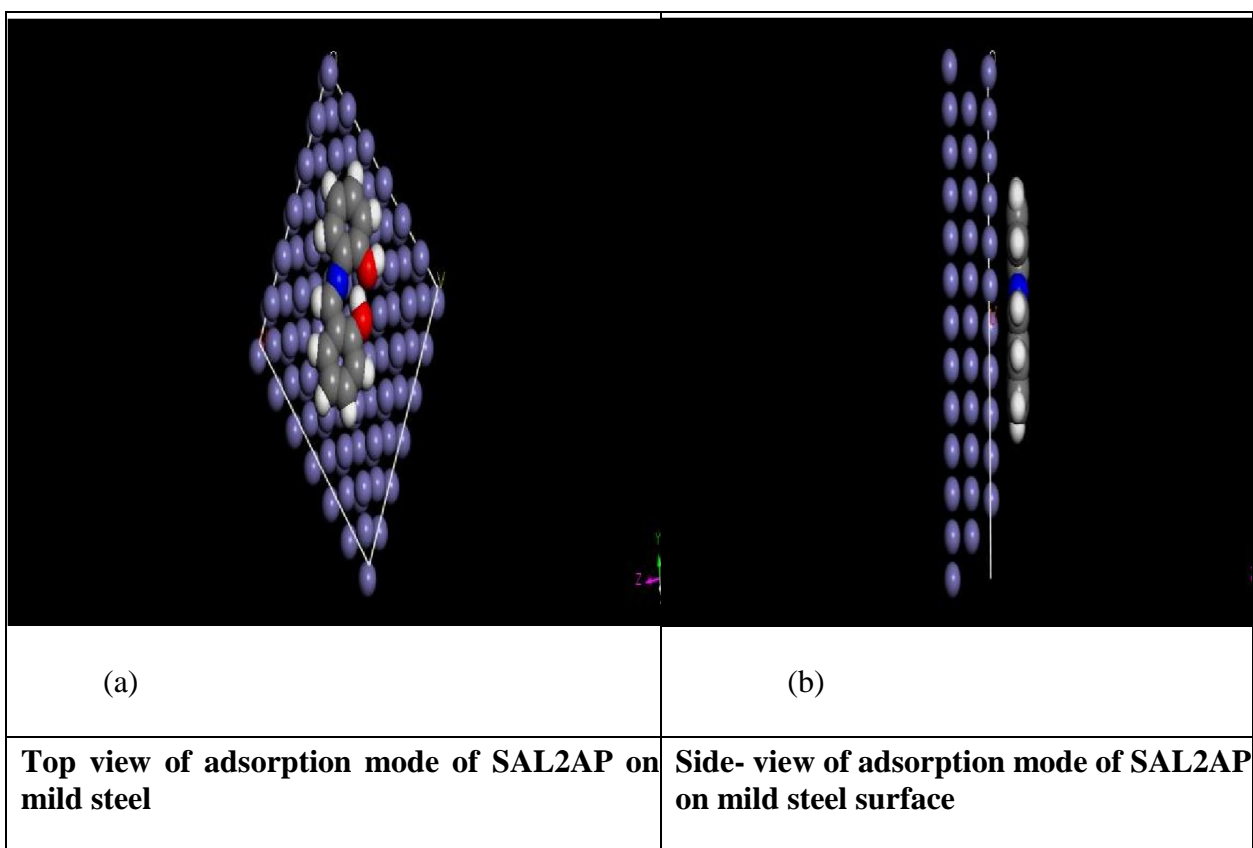 Z
Y
(a)
(b)
Top view of adsorption mode of SAL2AP on
mild steel
Side- view of adsorption mode of SAL2AP
on mild steel surface